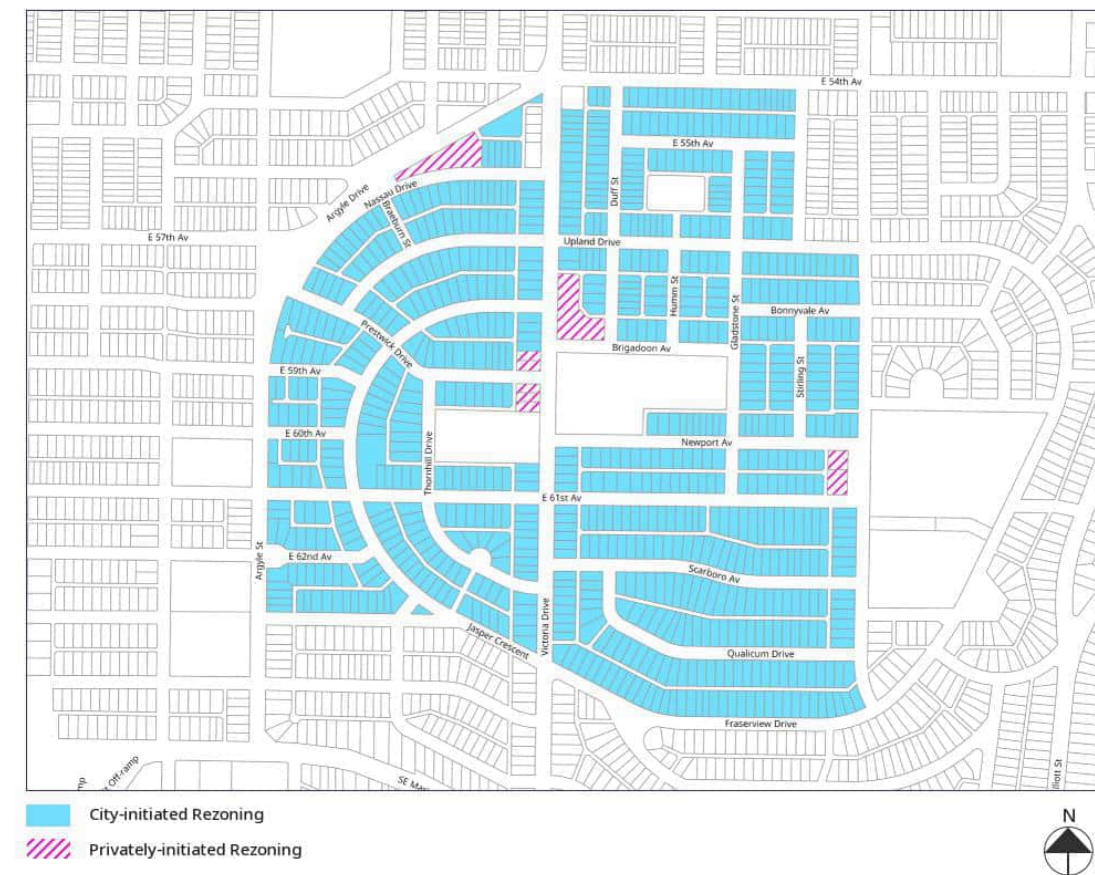 E 54th Av
E 55th Av
Duff St
Nassau Drive
Argyle Drive
Braeburn St
E 57th Av
Upland Drive
Humm St
Gladstone St
Bonnyvale Av
Prestwick Drive
Brigadoon Av
Stirling St
E 59th Av
E 60th Av
Thornhill Drive
Newport Av
E 61st Av
Argyle St
E 62nd Av
Scarboro Av
Victoria Drive
Jasper Crescent
Qualicum Drive
Fraserview Drive
Off-ramp
SE
City-initiated Rezoning
N
Privately-initiated Rezoning